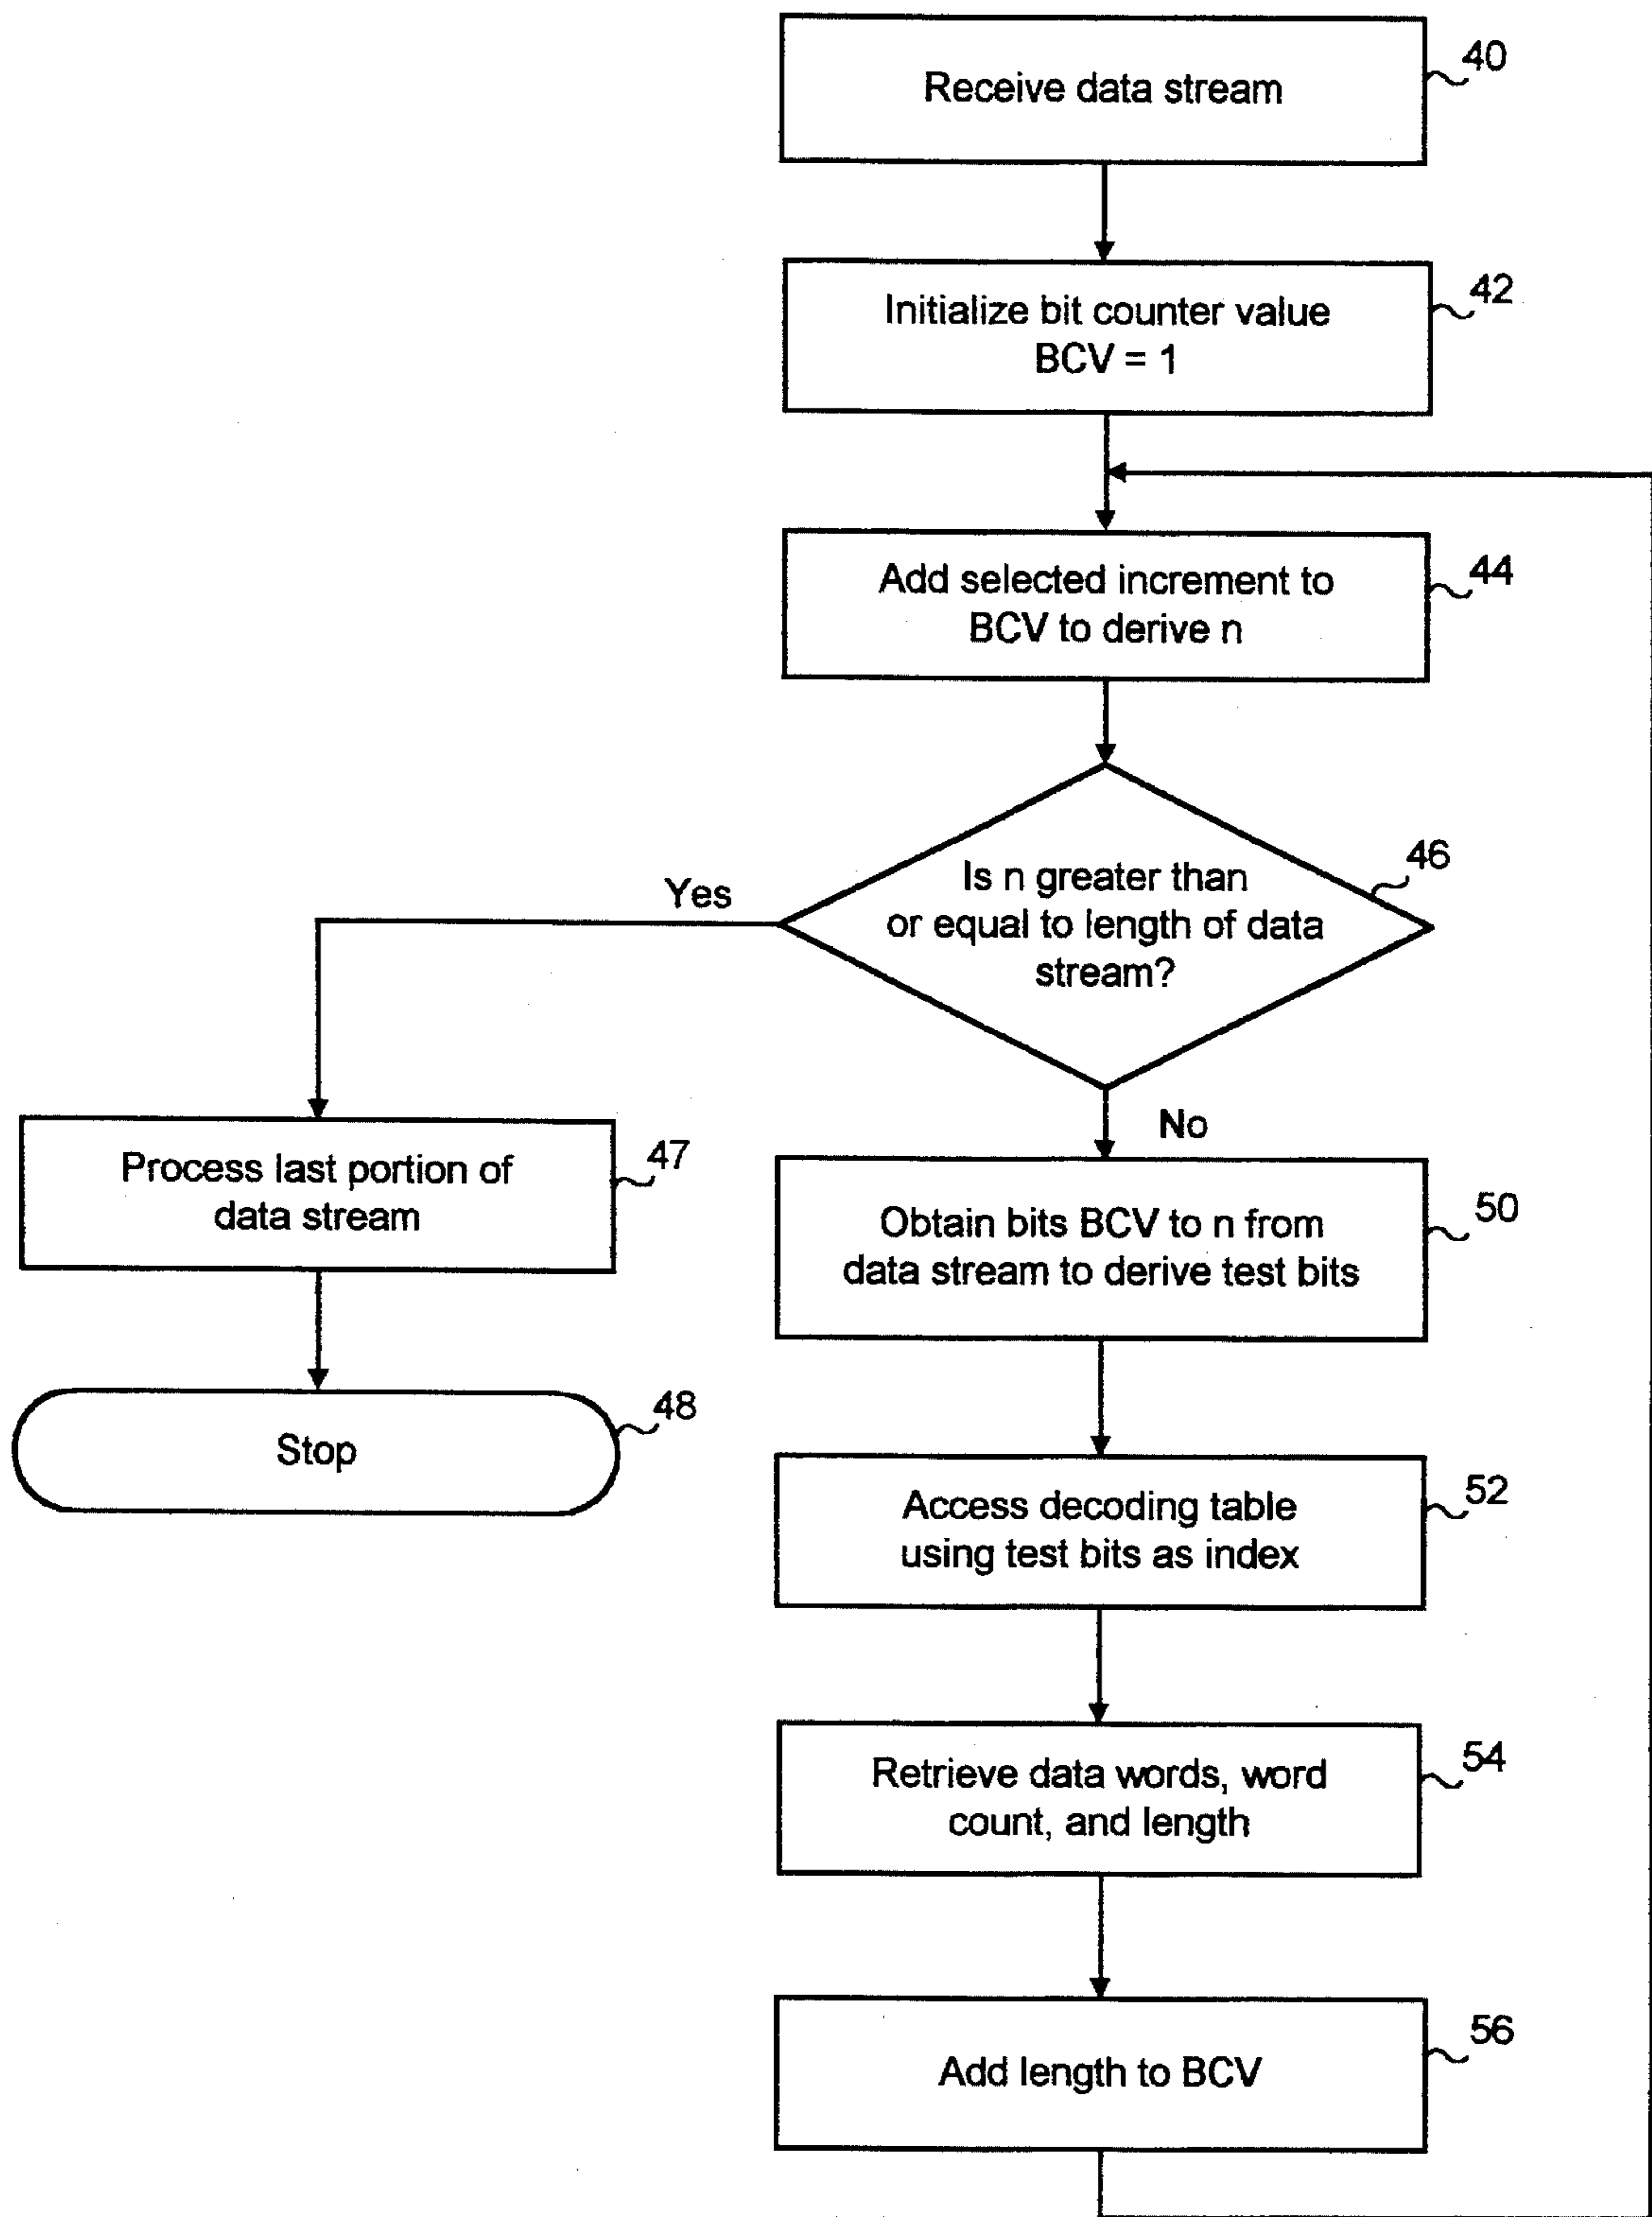 Receive data stream
40
Initialize bit counter value
BCV = 1
42
Add selected increment to
BCV to derive n
44
Is n greater than
or equal to length of data
stream?
46
Yes
No
Process last portion of
data stream
47
Stop
48
Obtain bits BCV to n from
data stream to derive test bits
50
Access decoding table
using test bits as index
52
Retrieve data words, word
count, and length
54
Add length to BCV
56